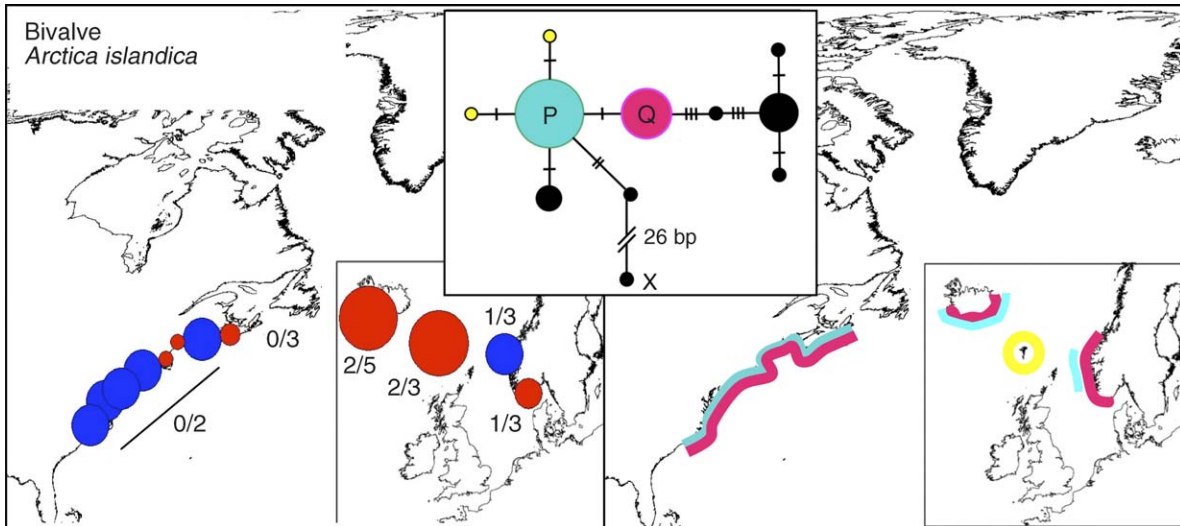 Bivalve
Arctica islandica
P
Q
26 bp
X
0/3
0/2
2/5
2/3
1/3
1/3